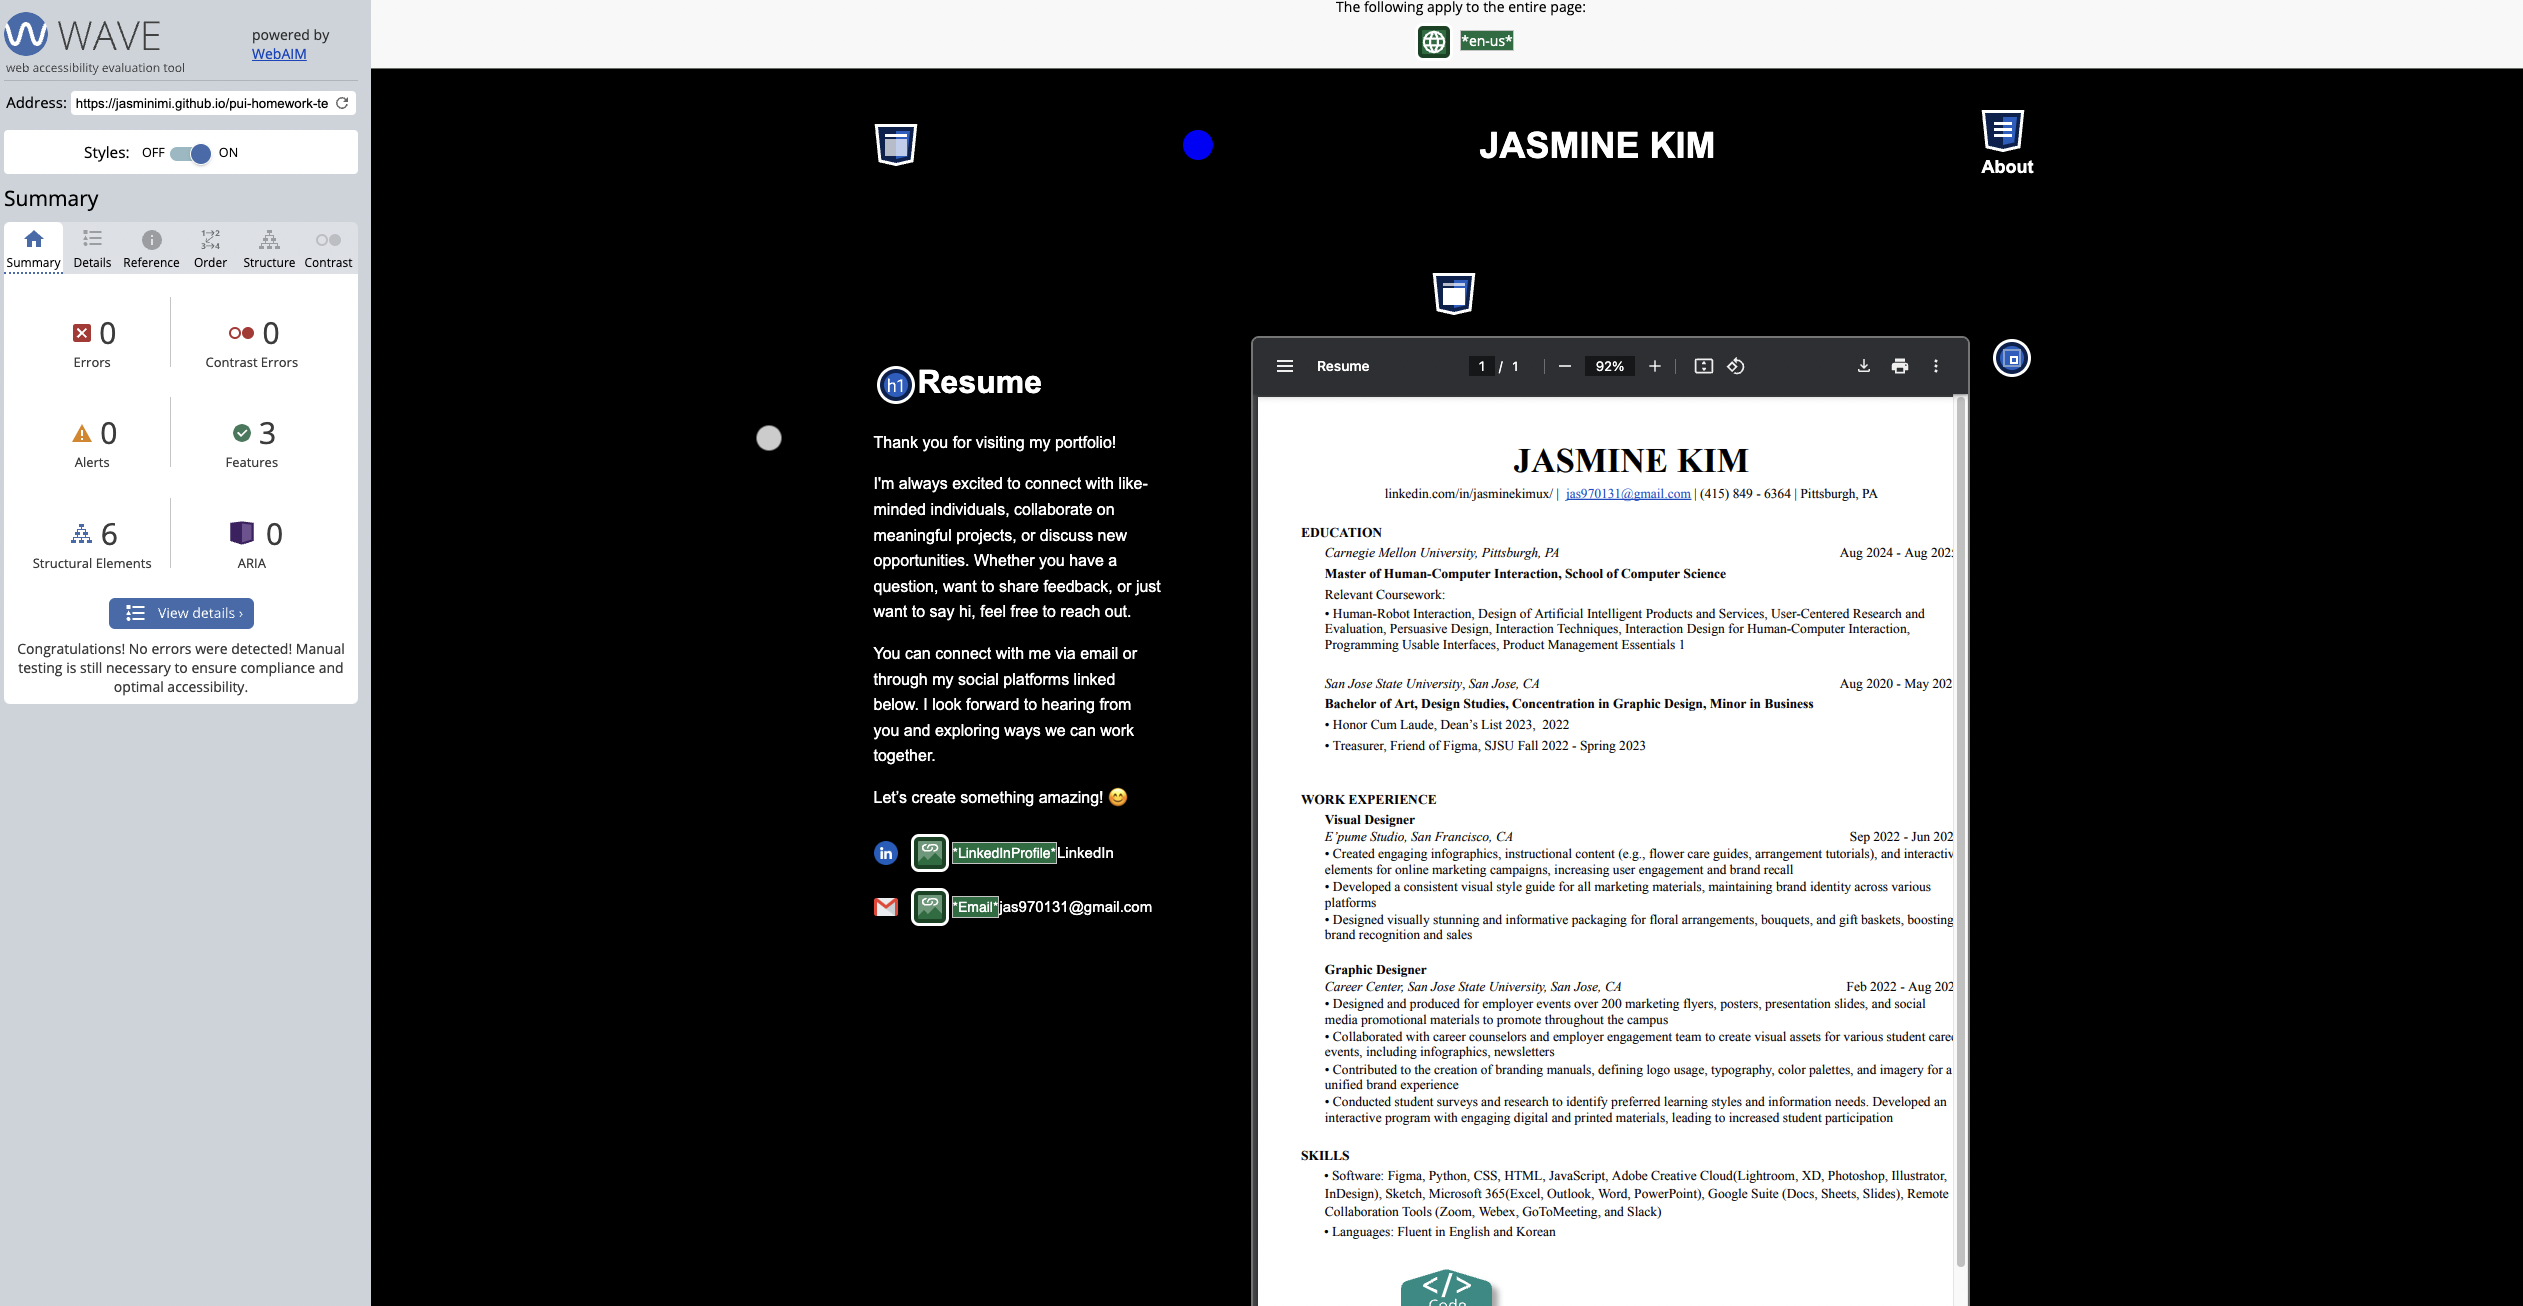 WAVE
powered by
WebAIM
web accessibility evaluation tool
Address: https://jasminimi.github.io/pui-homework-te
Styles: OFF ON
Summary
Summary Details Reference Order Structure Contrast
0 Errors
0 Contrast Errors
0 Alerts
3 Features
6 Structural Elements
0 ARIA
View details ›
Congratulations! No errors were detected! Manual
testing is still necessary to ensure compliance and
optimal accessibility.
The following apply to the entire page:
*en-us*
JASMINE KIM
About
h1 Resume
Thank you for visiting my portfolio!
I'm always excited to connect with like-
minded individuals, collaborate on
meaningful projects, or discuss new
opportunities. Whether you have a
question, want to share feedback, or just
want to say hi, feel free to reach out.
You can connect with me via email or
through my social platforms linked
below. I look forward to hearing from
you and exploring ways we can work
together.
Let's create something amazing! 😊
in *LinkedInProfile*LinkedIn
*Email*jas970131@gmail.com
Resume 1 / 1 92%
JASMINE KIM
linkedin.com/in/jasminekimux/ | jas970131@gmail.com | (415) 849 - 6364 | Pittsburgh, PA
EDUCATION
Carnegie Mellon University, Pittsburgh, PA Aug 2024 - Aug 202
Master of Human-Computer Interaction, School of Computer Science
Relevant Coursework:
• Human-Robot Interaction, Design of Artificial Intelligent Products and Services, User-Centered Research and
Evaluation, Persuasive Design, Interaction Techniques, Interaction Design for Human-Computer Interaction,
Programming Usable Interfaces, Product Management Essentials 1
San Jose State University, San Jose, CA Aug 2020 - May 202
Bachelor of Art, Design Studies, Concentration in Graphic Design, Minor in Business
• Honor Cum Laude, Dean's List 2023, 2022
• Treasurer, Friend of Figma, SJSU Fall 2022 - Spring 2023
WORK EXPERIENCE
Visual Designer
E'pume Studio, San Francisco, CA Sep 2022 - Jun 202
• Created engaging infographics, instructional content (e.g., flower care guides, arrangement tutorials), and interactiv
elements for online marketing campaigns, increasing user engagement and brand recall
• Developed a consistent visual style guide for all marketing materials, maintaining brand identity across various
platforms
• Designed visually stunning and informative packaging for floral arrangements, bouquets, and gift baskets, boosting
brand recognition and sales
Graphic Designer
Career Center, San Jose State University, San Jose, CA Feb 2022 - Aug 202
• Designed and produced for employer events over 200 marketing flyers, posters, presentation slides, and social
media promotional materials to promote throughout the campus
• Collaborated with career counselors and employer engagement team to create visual assets for various student care
events, including infographics, newsletters
• Contributed to the creation of branding manuals, defining logo usage, typography, color palettes, and imagery for a
unified brand experience
• Conducted student surveys and research to identify preferred learning styles and information needs. Developed an
interactive program with engaging digital and printed materials, leading to increased student participation
SKILLS
• Software: Figma, Python, CSS, HTML, JavaScript, Adobe Creative Cloud(Lightroom, XD, Photoshop, Illustrator,
InDesign), Sketch, Microsoft 365(Excel, Outlook, Word, PowerPoint), Google Suite (Docs, Sheets, Slides), Remote
Collaboration Tools (Zoom, Webex, GoToMeeting, and Slack)
• Languages: Fluent in English and Korean
</> Code